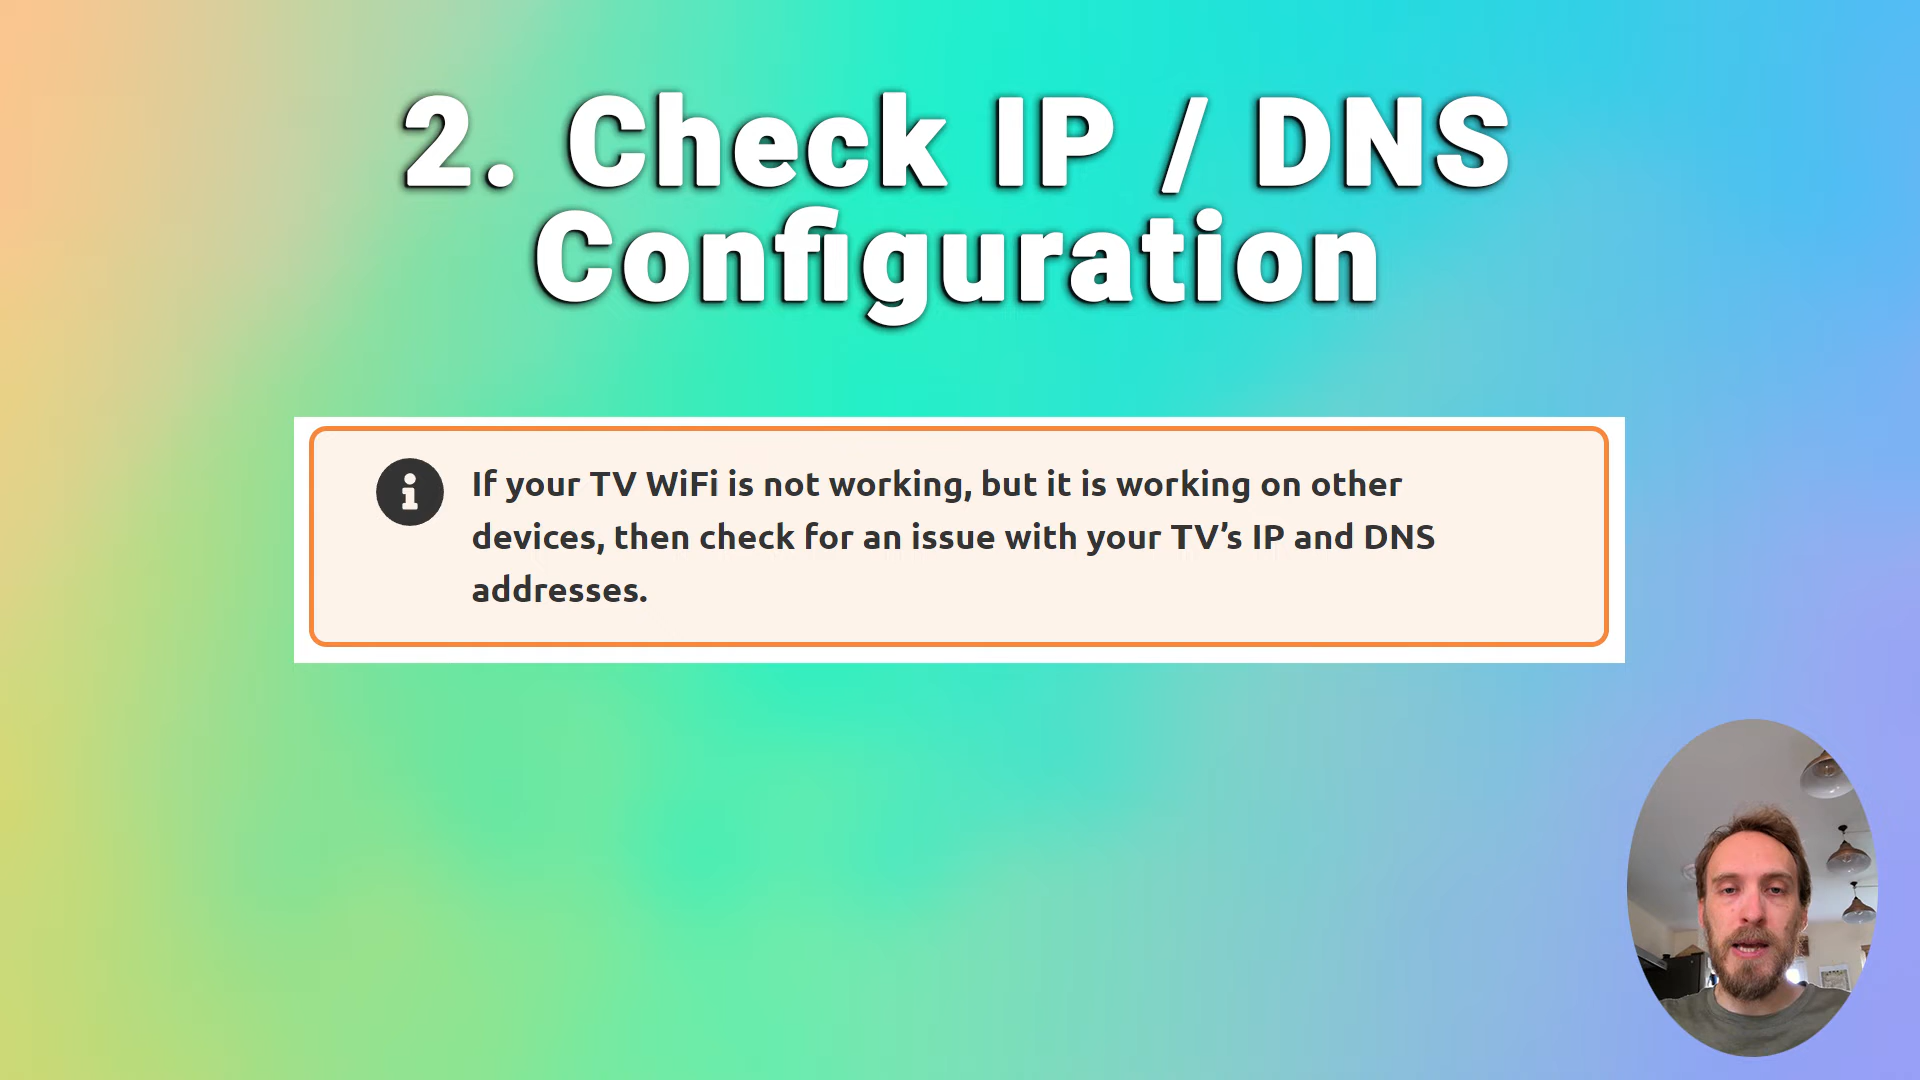 2. Check IP / DNS
Configuration
If your TV WiFi is not working, but it is working on other
devices, then check for an issue with your TV’s IP and DNS
addresses.